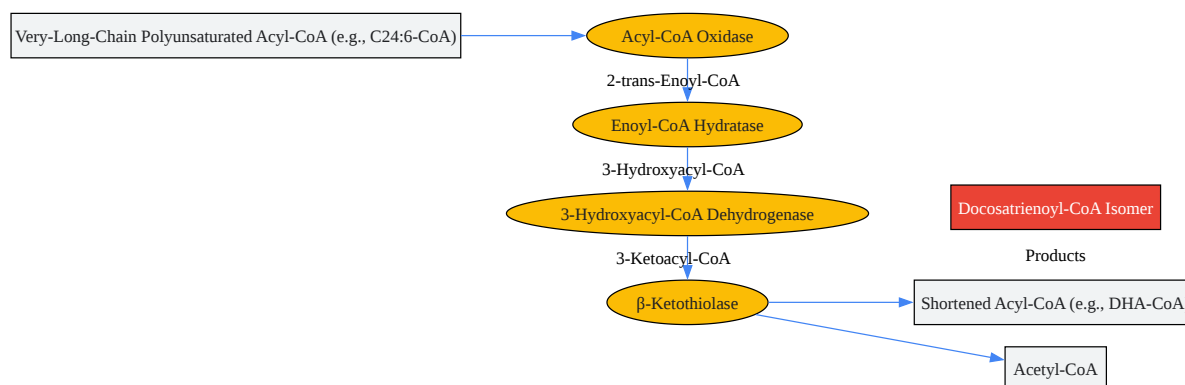 Very-Long-Chain Polyunsaturated Acyl-CoA (e.g., C24:6-CoA)
Acyl-CoA Oxidase
2-trans-Enoyl-CoA
Enoyl-CoA Hydratase
3-Hydroxyacyl-CoA
3-Hydroxyacyl-CoA Dehydrogenase
Docosatrienoyl-CoA Isomer
3-Ketoacyl-CoA
Products
β-Ketothiolase
Shortened Acyl-CoA (e.g., DHA-CoA
Acetyl-CoA